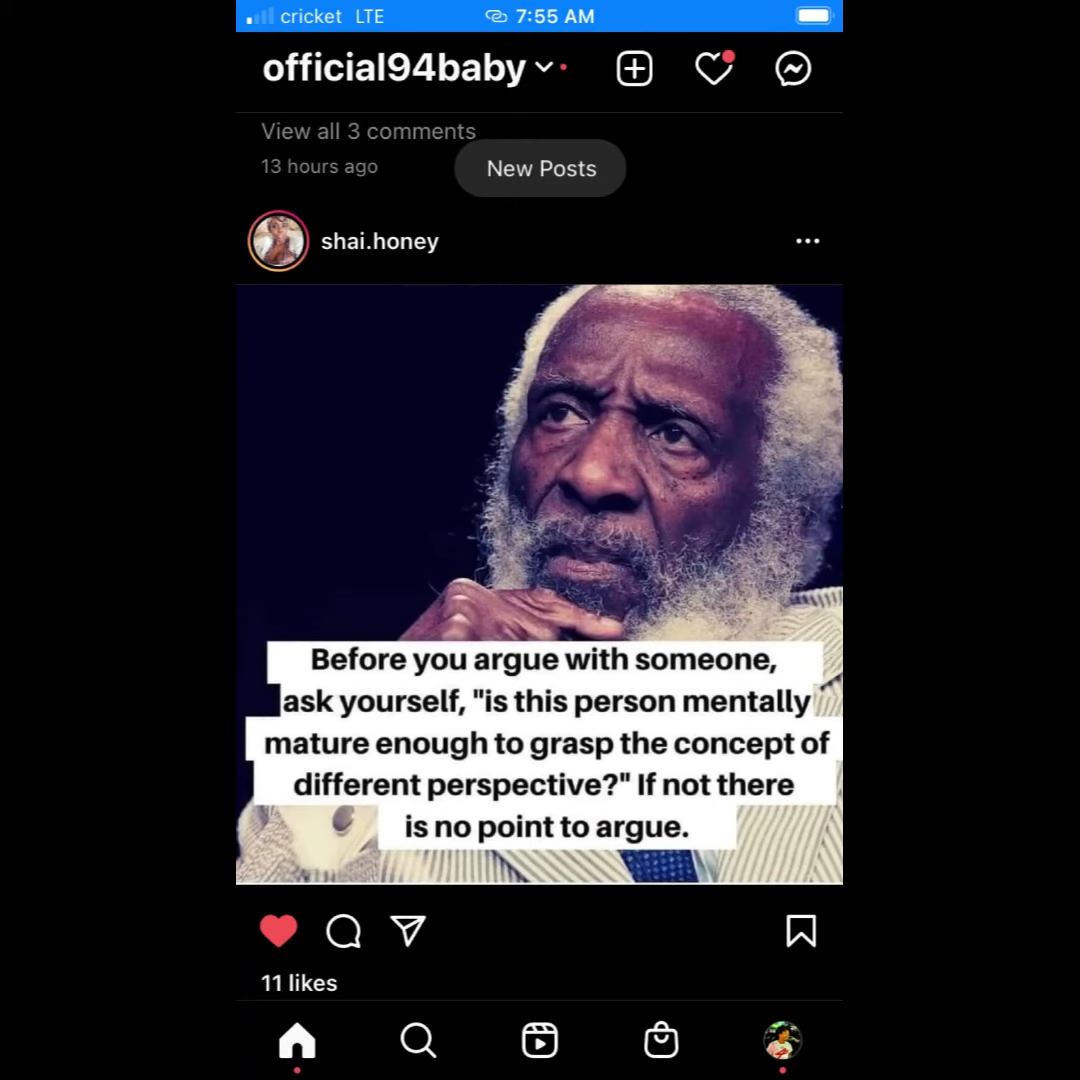 cricket LTE 7:55 AM
official94baby
View all 3 comments
13 hours ago
New Posts
shai.honey
Before you argue with someone,
ask yourself, "is this person mentally
mature enough to grasp the concept of
different perspective?" If not there
is no point to argue.
11 likes